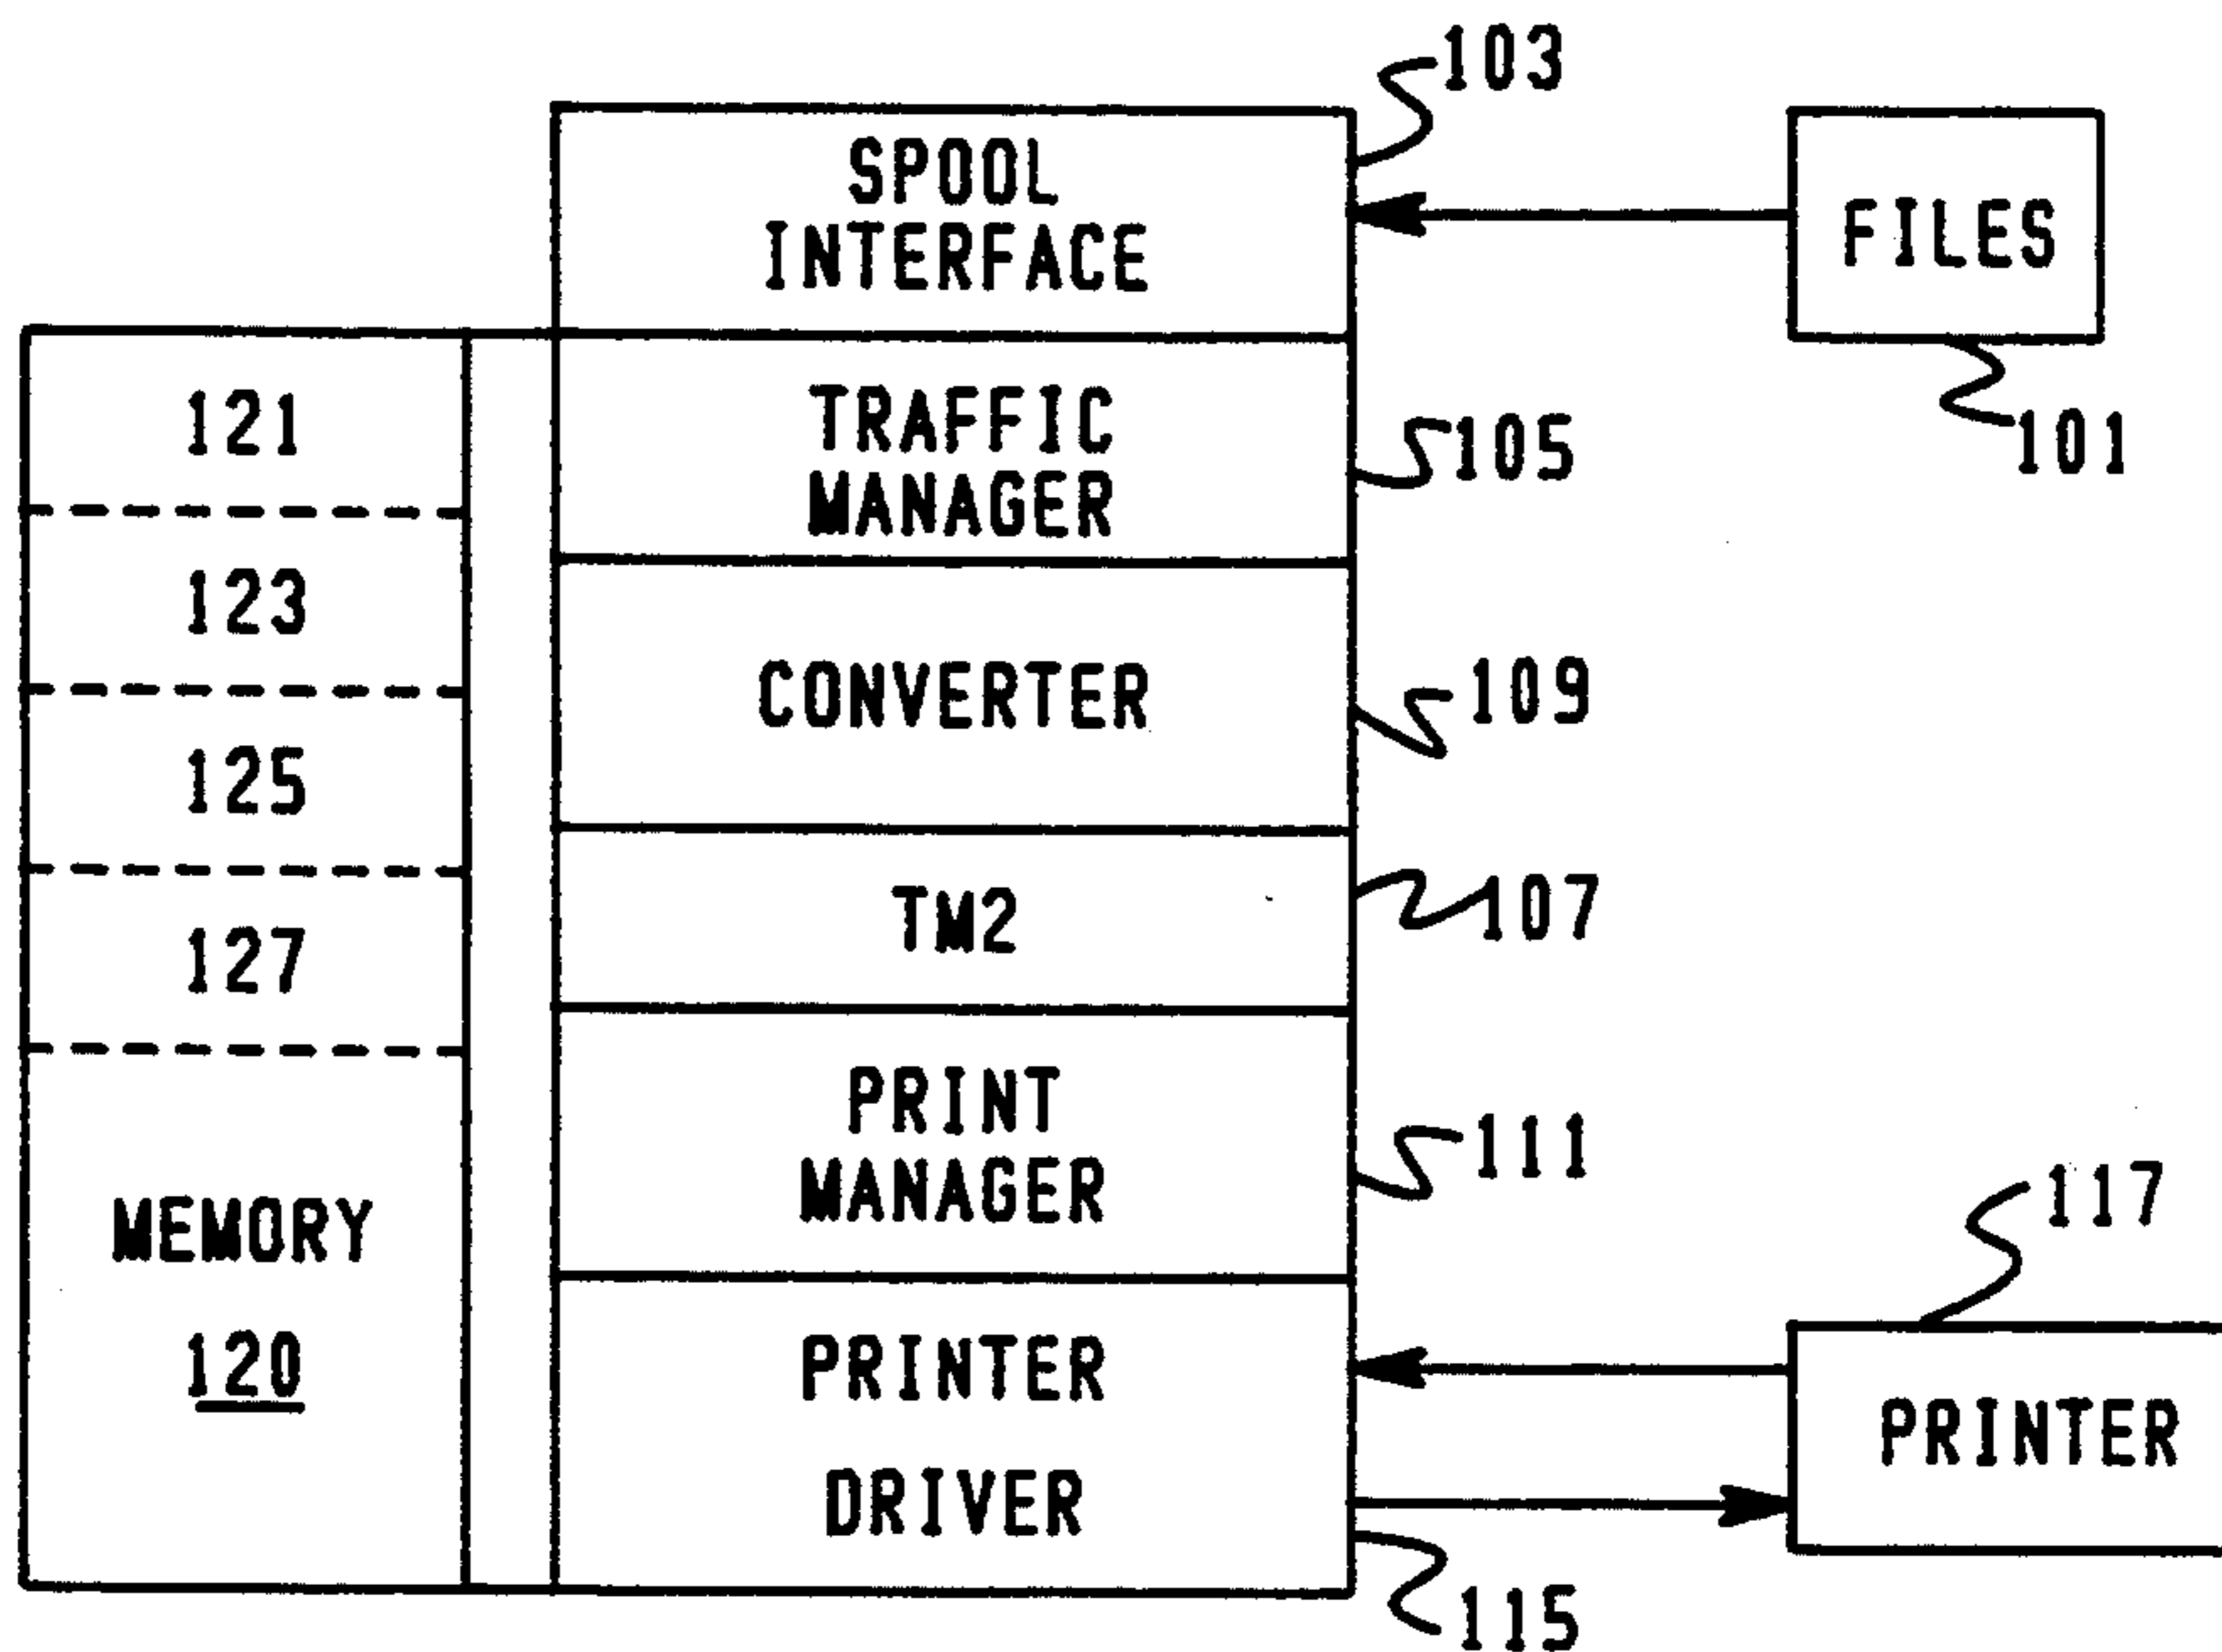 103
SPOOL
INTERFACE
FILES
101
121
TRAFFIC
MANAGER
105
123
CONVERTER
109
125
TM2
107
127
PRINT
MANAGER
111
MEMORY
120
PRINTER
DRIVER
115
117
PRINTER